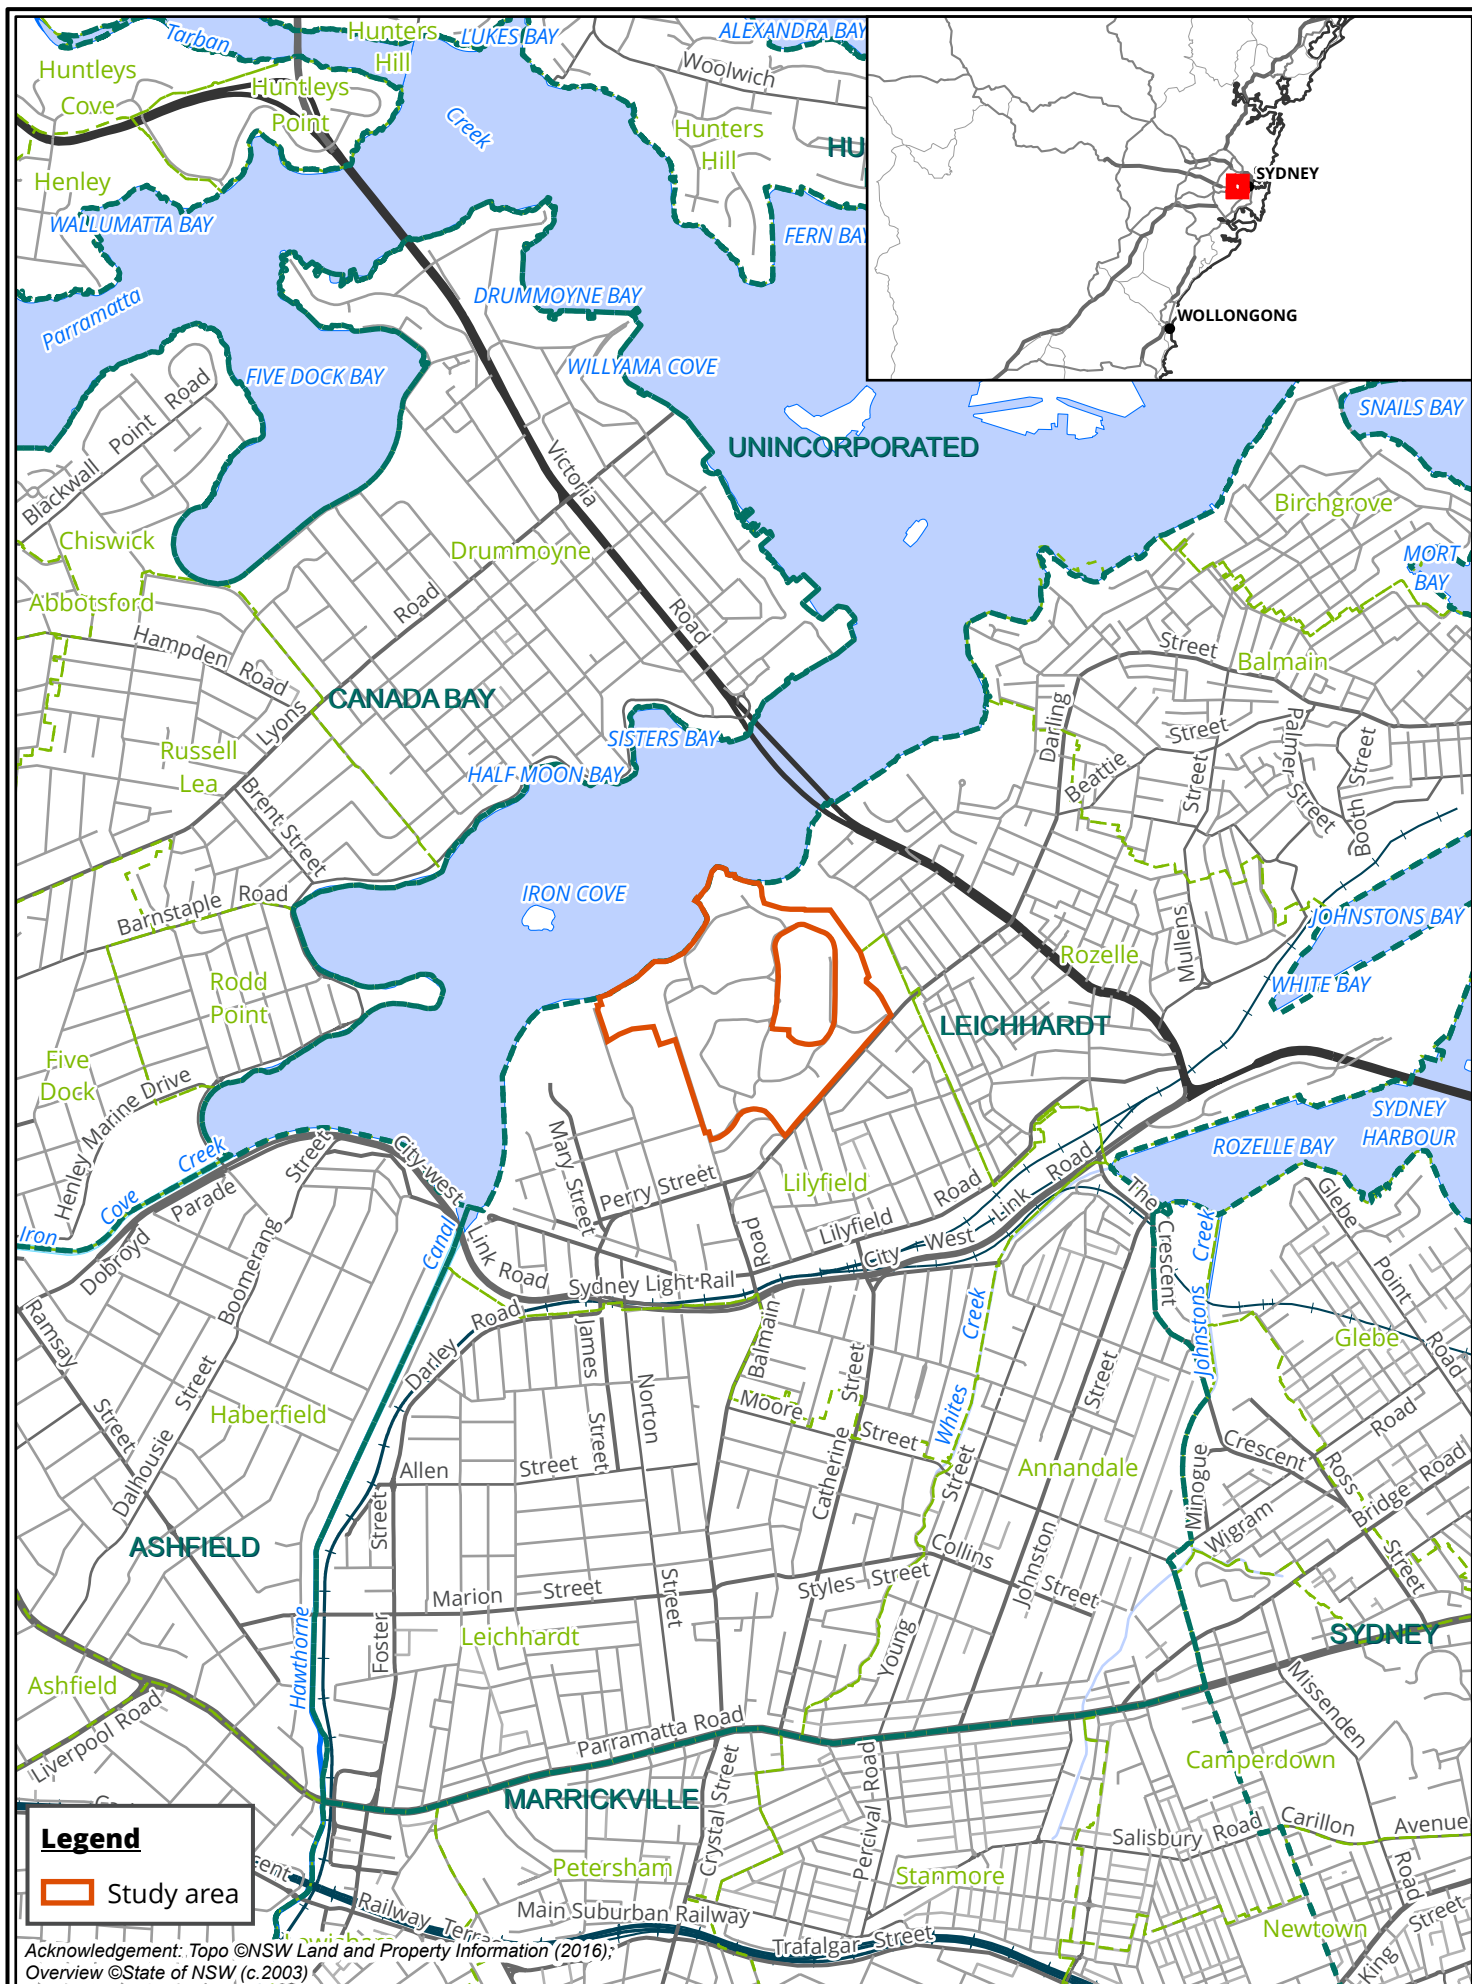 Tarban
Hunters
Hill
LUKES BAY
ALEXANDRA BAY
Huntleys
Cove
Huntleys
Point
Creek
Woolwich
Hunters
Hill
HU
Henley
WALLUMATTA BAY
FERN BAY
SYDNEY
WOLLONGONG
Parramatta
DRUMMOYNE BAY
FIVE DOCK BAY
WILLYAMA COVE
SNAILS BAY
Blackwall Point Road
Victoria
Road
UNINCORPORATED
Birchgrove
Chiswick
Drummoyne
MORT
BAY
Abbotsford
Road
Hampden Road
Street
Balmain
CANADA BAY
Lyons
Russell
Lea
SISTERS BAY
HALF MOON BAY
Darling
Beattie
Street
Street
Palmer Street
Booth Street
Brent Street
Barnstaple Road
IRON COVE
JOHNSTONS BAY
Rozelle
Mullens
WHITE BAY
Rodd
Point
LEICHHARDT
Five
Dock
Henley Marine Drive
SYDNEY
HARBOUR
ROZELLE BAY
Iron
Cove
Creek
Dobroyd
Parade
Street
Boomerang
City-west
Link Road
Canal
Mary Street
Perry Street
Lilyfield
Road
Lilyfield
Road
City West Link Road
The
Crescent
Johnstons
Creek
Glebe
Point
Road
Glebe
Sydney Light Rail
Darley Road
Ramsay
Street
James
Street
Norton
Street
Balmain
Moore
Street
Street
Catherine
Creek
Whites
Street
Haberfield
Dalhousie
Street
Allen
Street
Street
Foster
Annandale
Street
Johnston
Minogue
Crescent
Ross
Street
Road
Bridge Road
Wigram
ASHFIELD
Collins
Street
Styles Street
Marion
Street
Young
Leichhardt
Hawthorne
SYDNEY
Ashfield
Liverpool Road
Missenden
Parramatta Road
Camperdown
MARRICKVILLE
Crystal Street
Percival Road
Salisbury Road
Carillon
Avenue
Road
Petersham
Stanmore
Main Suburban Railway
Railway
Trafalgar Street
Newtown
King
Street
Legend
Study area
Acknowledgement: Topo ©NSW Land and Property Information (2016);
Overview ©State of NSW (c.2003)